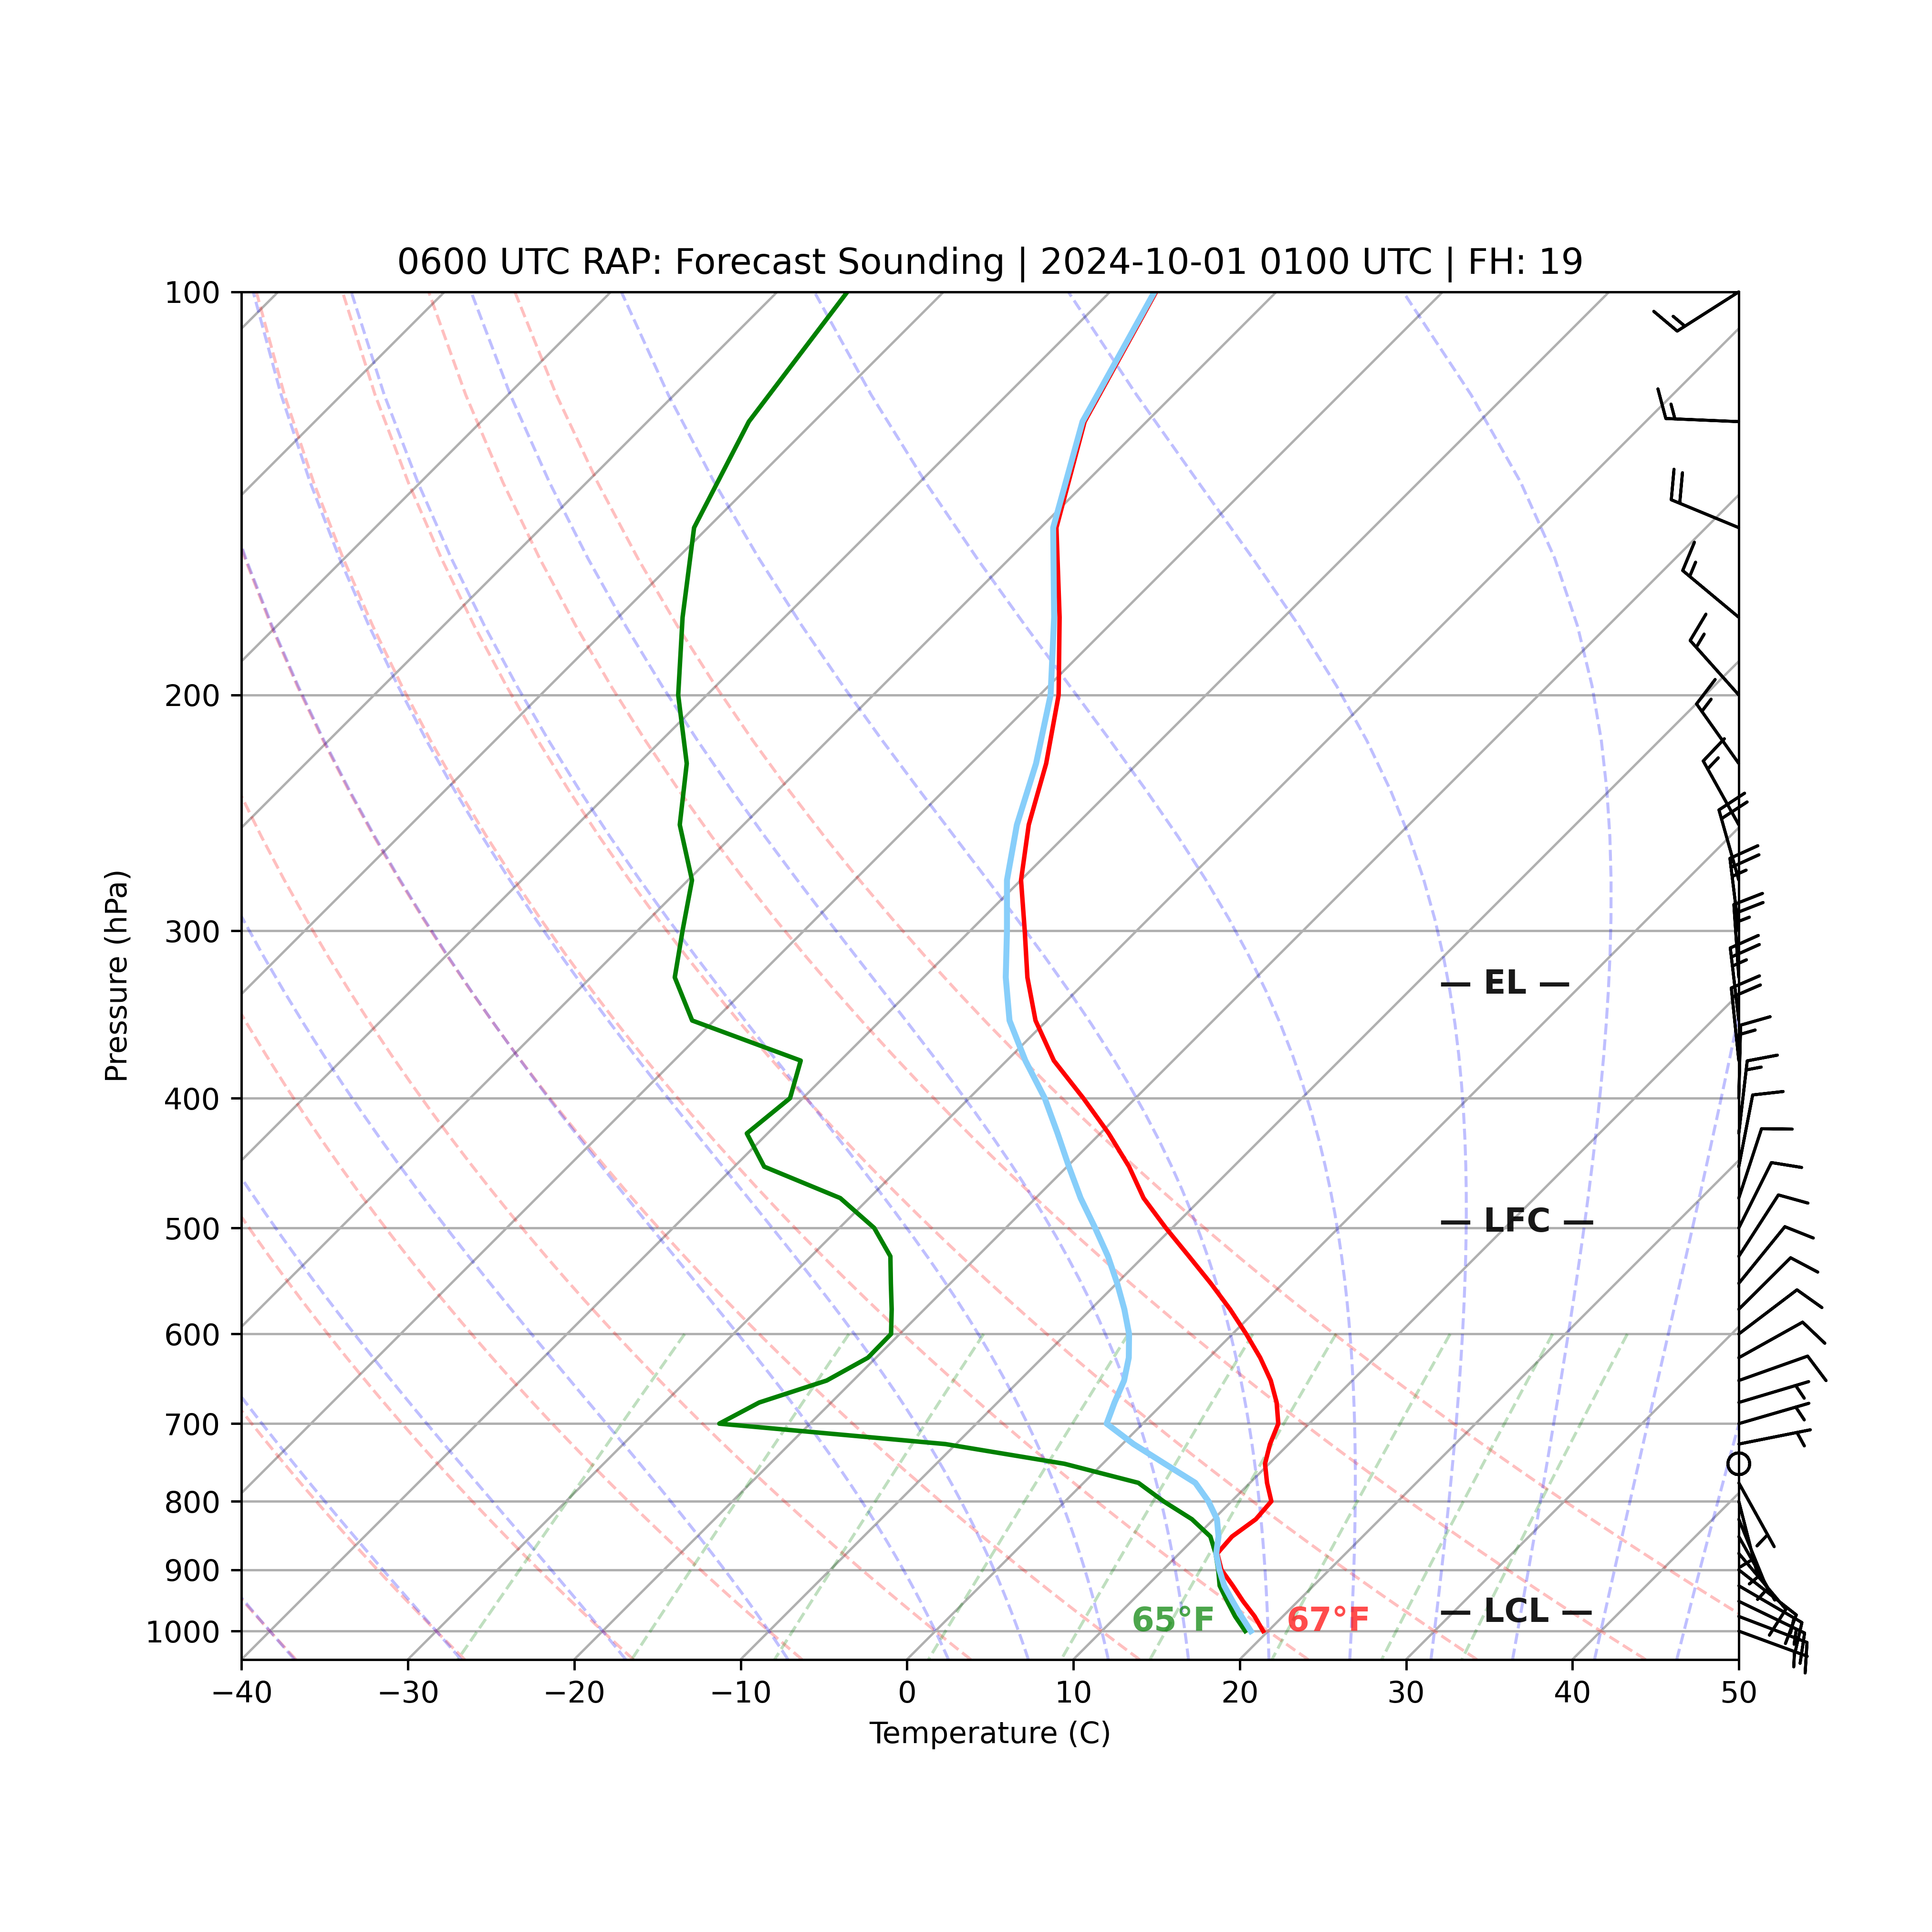 0600 UTC RAP: Forecast Sounding | 2024-10-01 0100 UTC | FH: 19
100
200
300
400
500
600
700
800
900
1000
Pressure (hPa)
— EL —
— LFC —
— LCL —
65°F
67°F
−40 −30 −20 −10 0 10 20 30 40 50
Temperature (C)